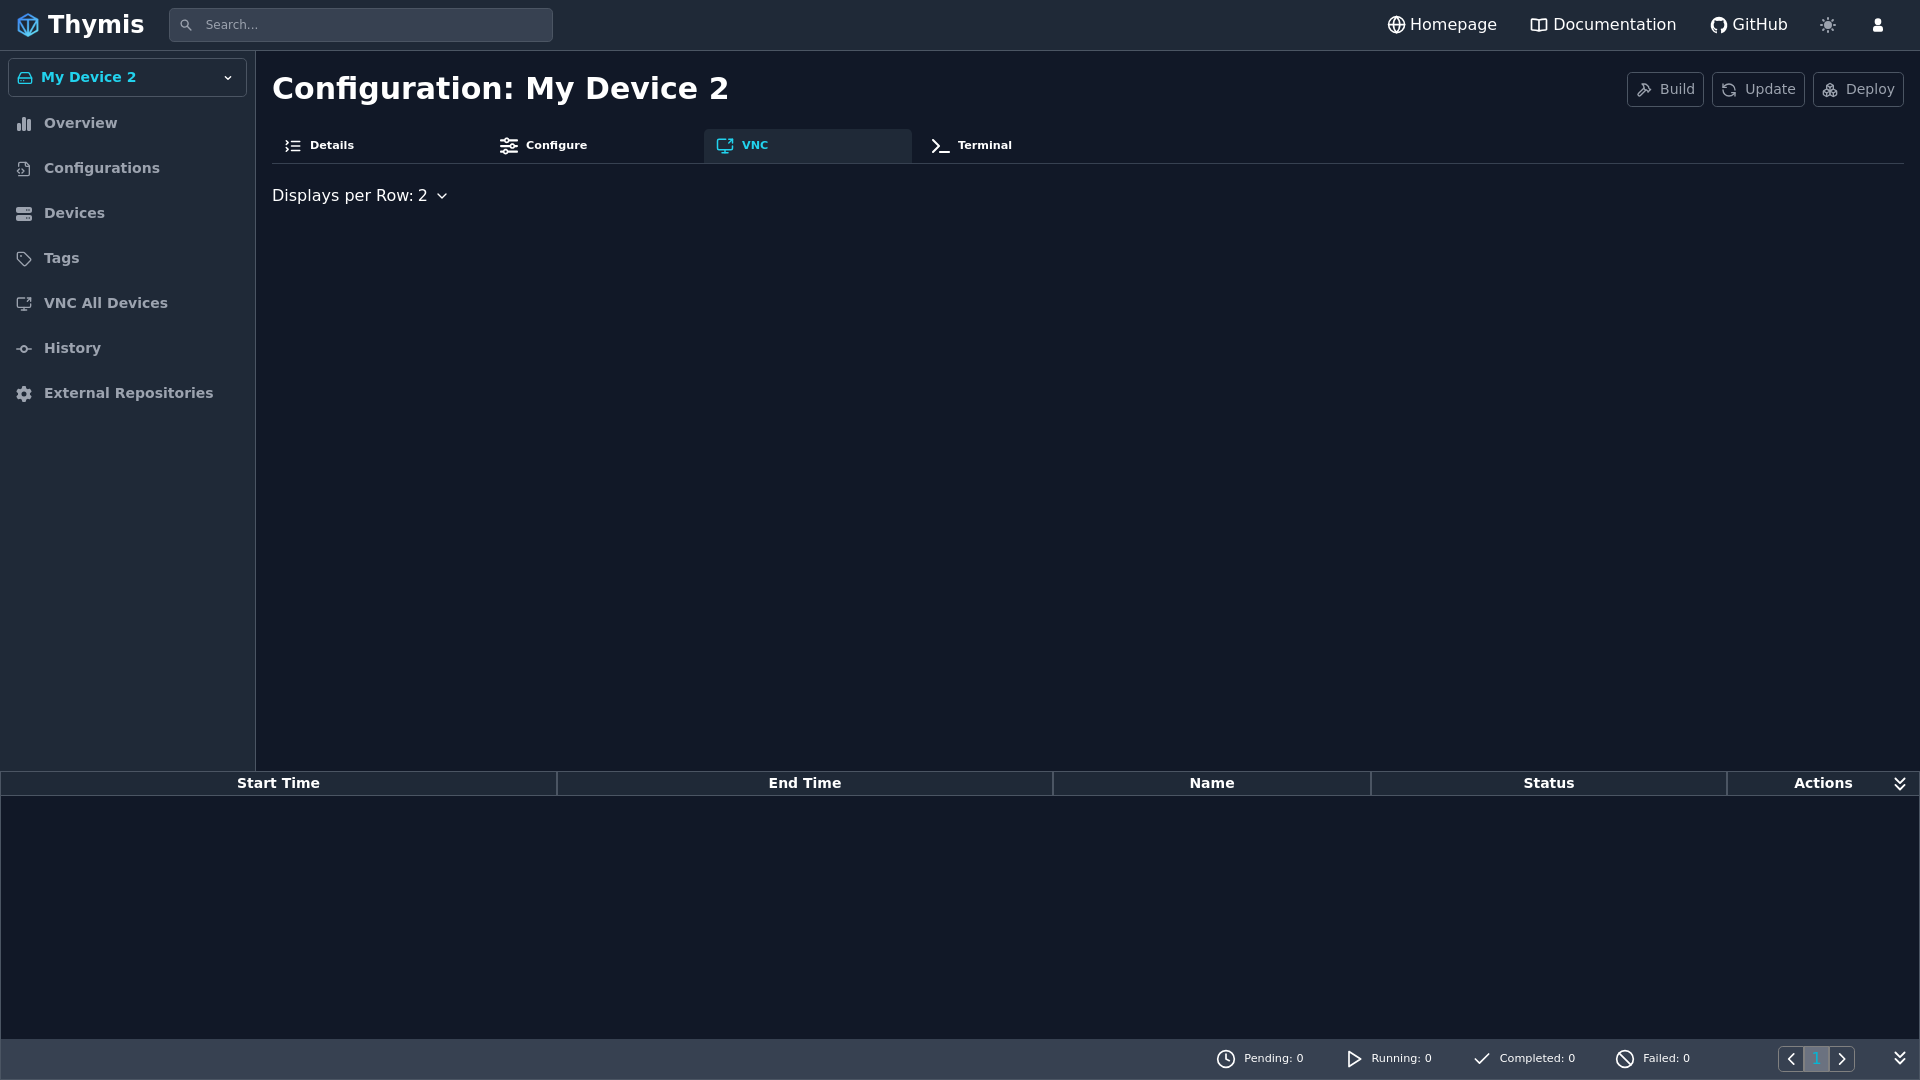 Thymis
Search...
Homepage
Documentation
GitHub
My Device 2
Overview
Configurations
Devices
Tags
VNC All Devices
History
External Repositories
Configuration: My Device 2
Build
Update
Deploy
Details
Configure
VNC
Terminal
Displays per Row: 2
Start Time
End Time
Name
Status
Actions
Pending: 0
Running: 0
Completed: 0
Failed: 0
1